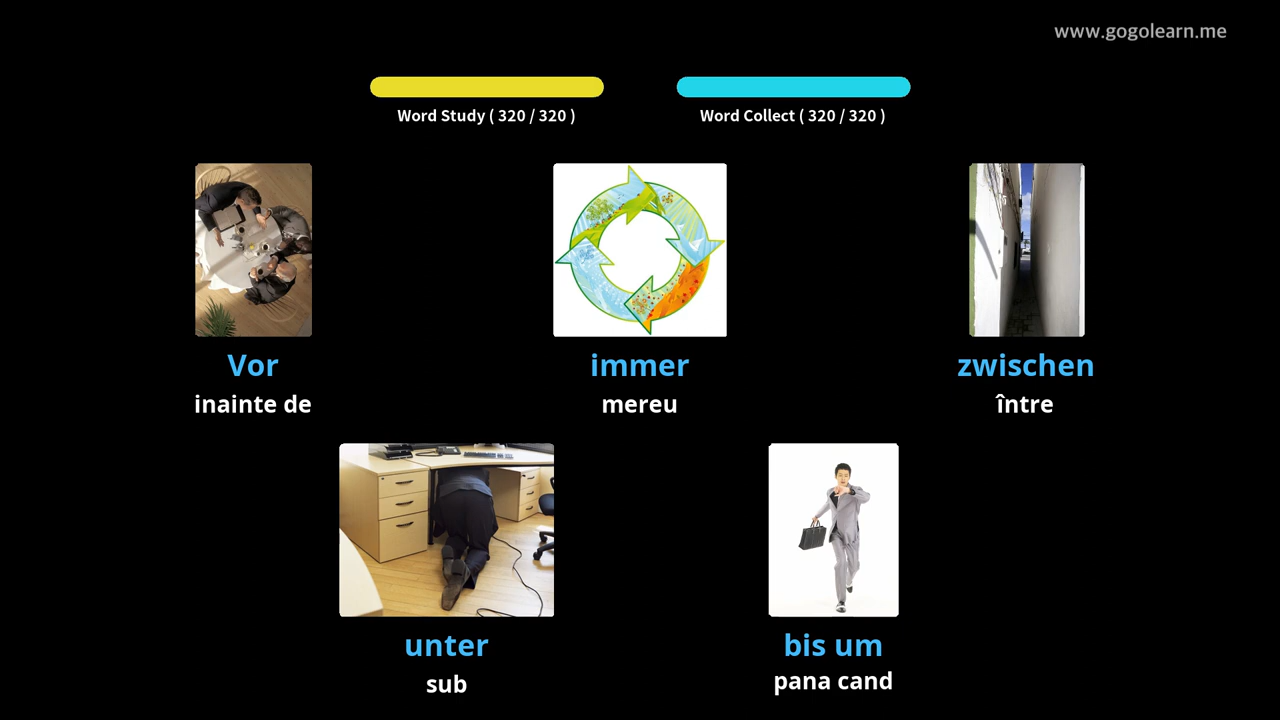 www.gogolearn.me
Word Study ( 320 / 320 )
Word Collect ( 320 / 320 )
Vor
inainte de
immer
mereu
zwischen
între
unter
sub
bis um
pana cand